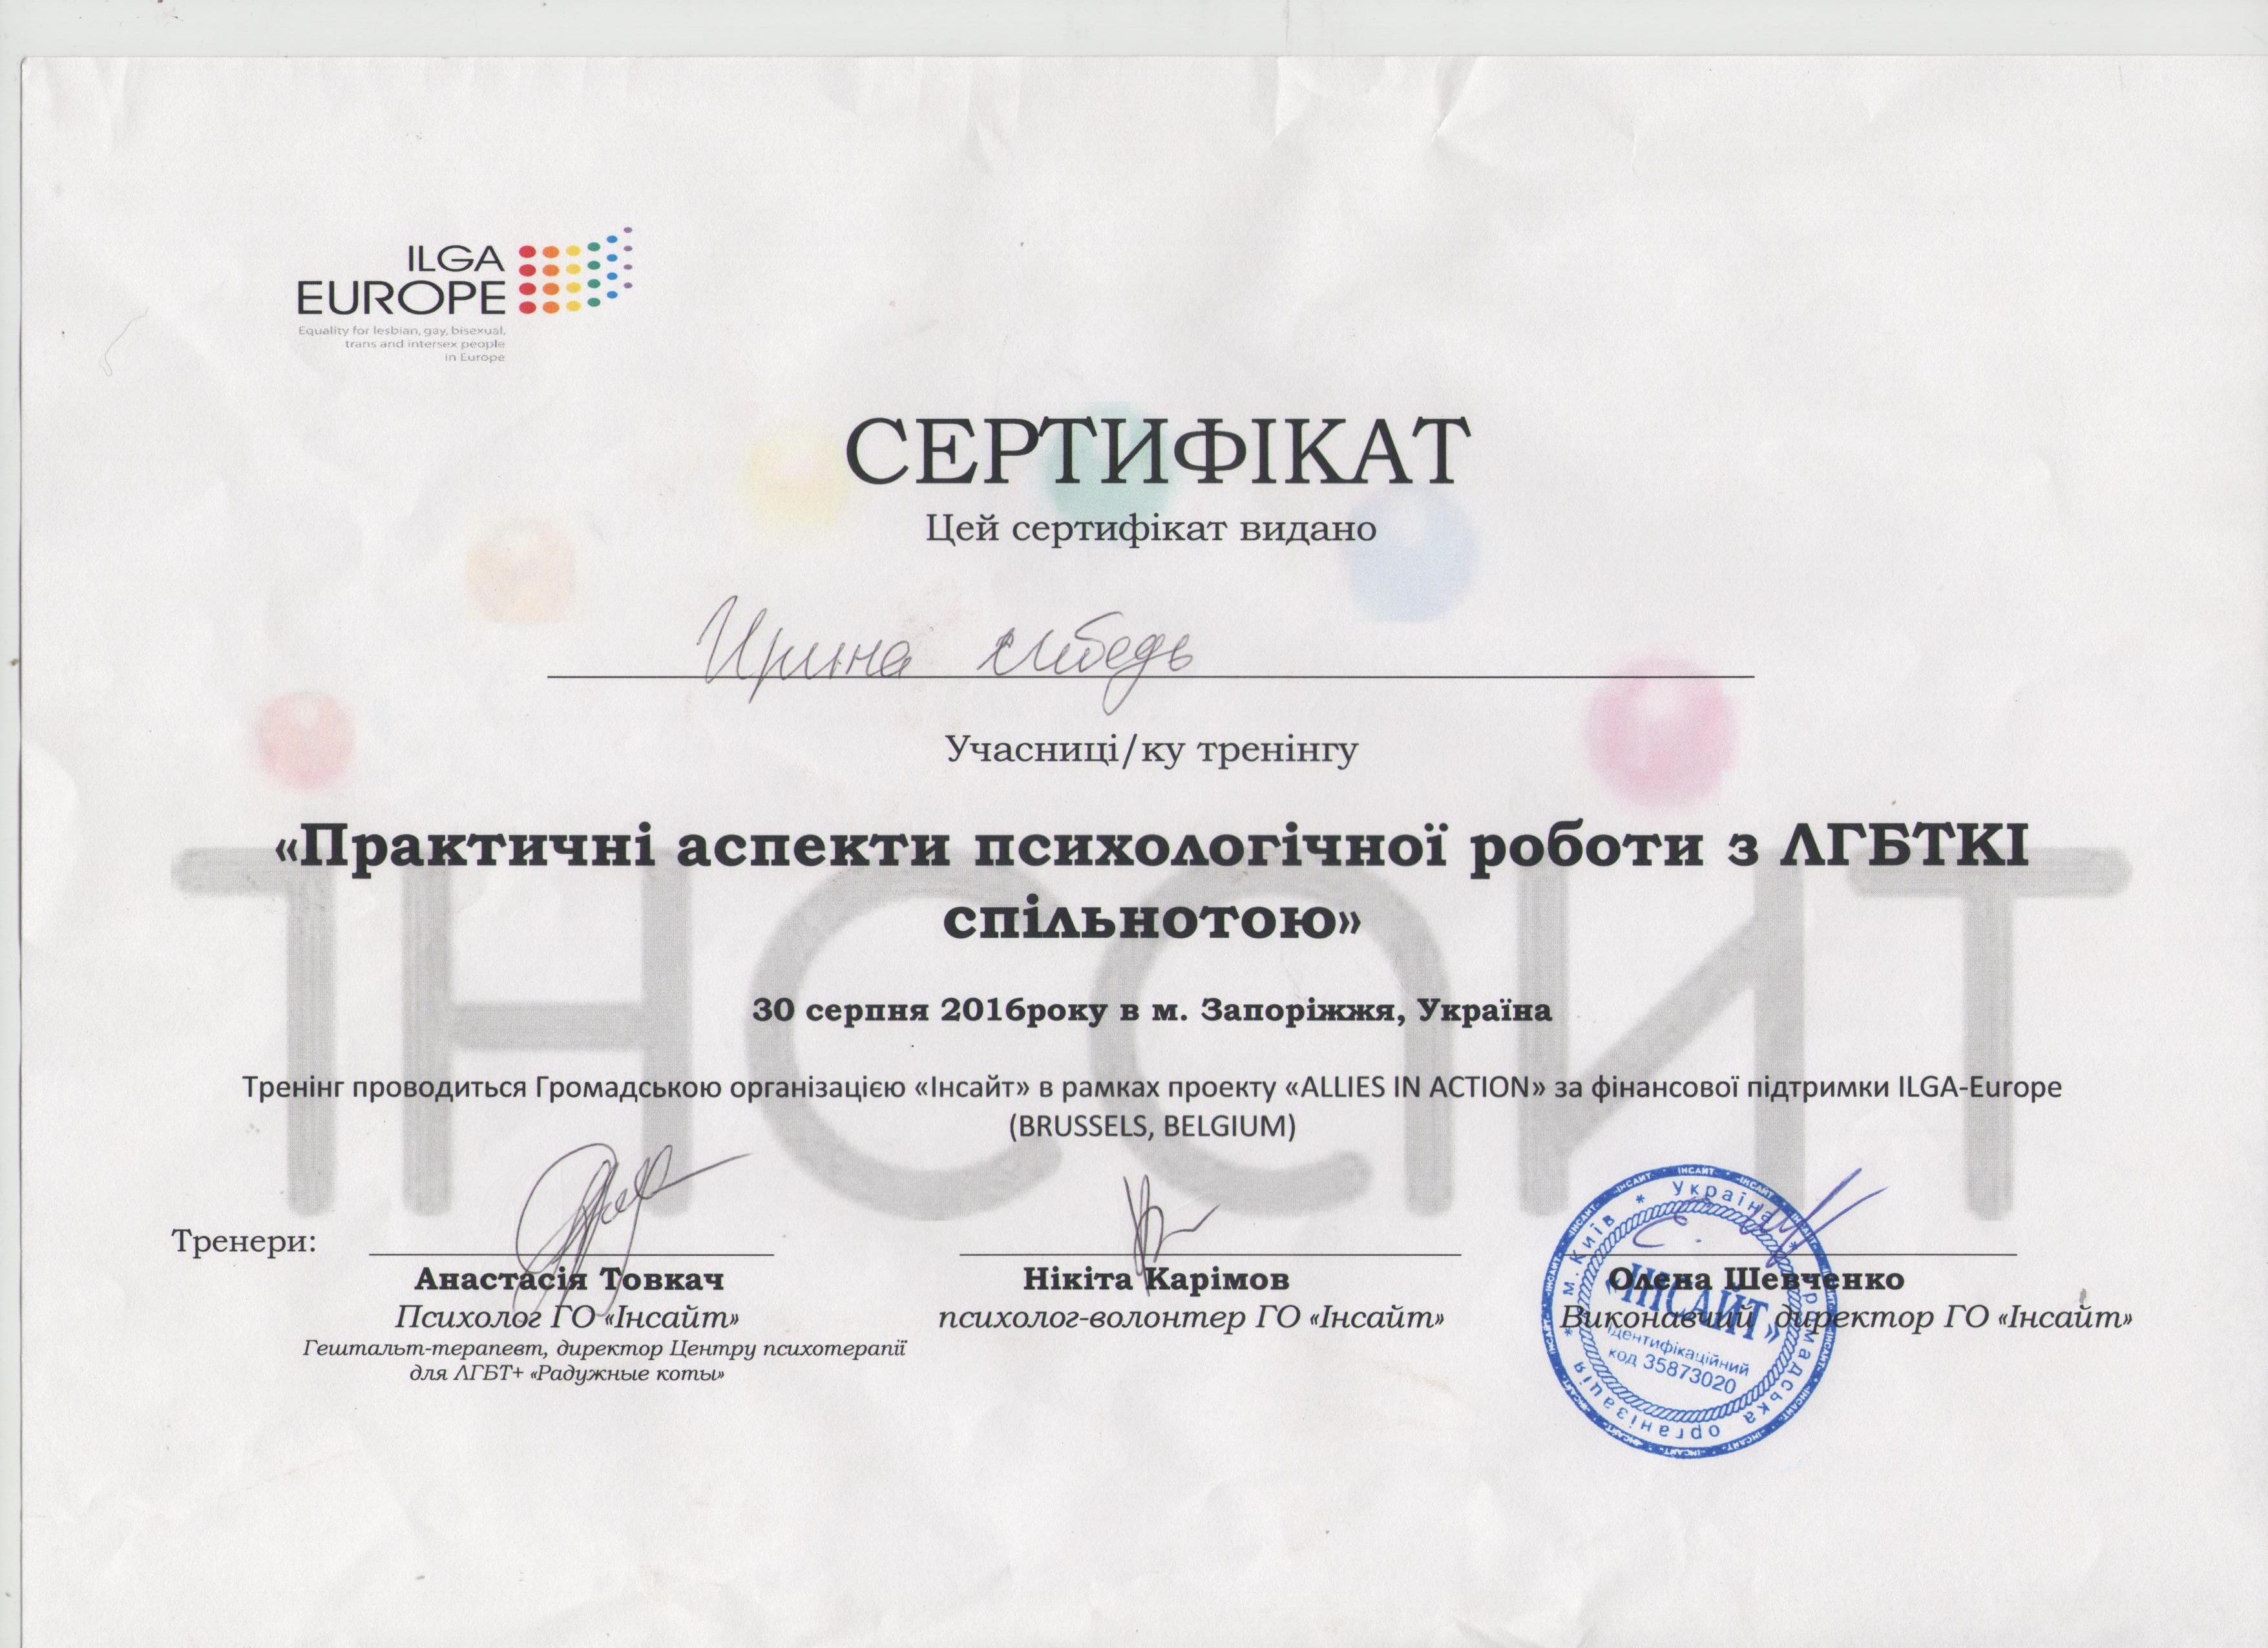 ILGA
EUROPE
Equality for lesbian, gay, bisexual,
trans and intersex people
in Europe
СЕРТИФІКАТ
Цей сертифікат видано
Ирина Лебедь
Учасниці/ку тренінгу
«Практичні аспекти психологічної роботи з ЛГБТКІ
спільнотою»
ІНСАЙТ
30 серпня 2016року в м. Запоріжжя, Україна
Тренінг проводиться Громадською організацією «Інсайт» в рамках проекту «ALLIES IN ACTION» за фінансової підтримки ILGA-Europe
(BRUSSELS, BELGIUM)
Тренери:
Анастасія Товкач
Психолог ГО «Інсайт»
Гештальт-терапевт, директор Центру психотерапії
для ЛГБТ+ «Радужные коты»
Нікіта Карімов
психолог-волонтер ГО «Інсайт»
Олена Шевченко
Виконавчий директор ГО «Інсайт»
* Україна * Громадська організація * м. Київ
«ІНСАЙТ»
Ідентифікаційний
код 35873020